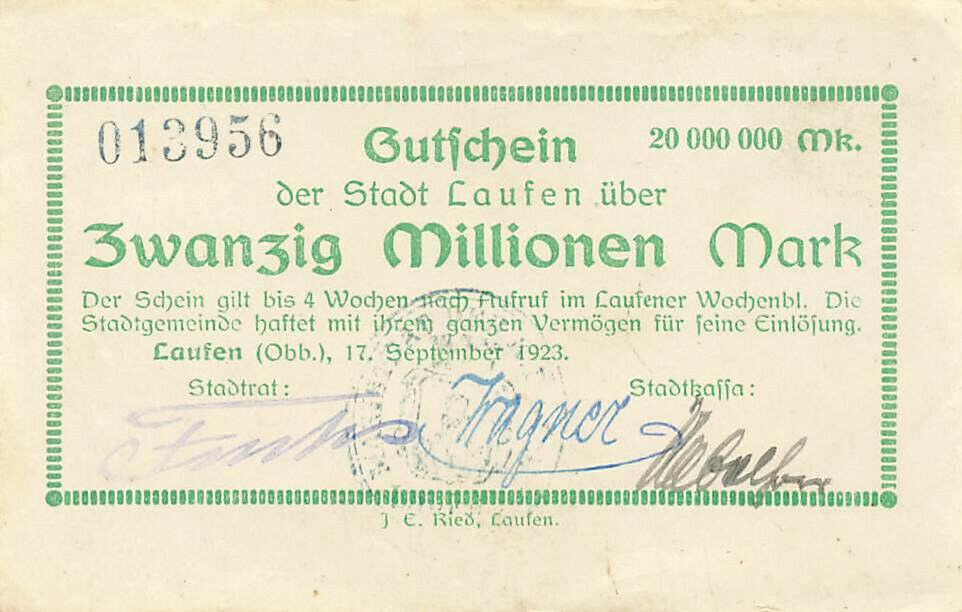 013956
Gutschein
20 000 000 Mk.
der Stadt Laufen über
Zwanzig Millionen Mark
Der Schein gilt bis 4 Wochen nach Aufruf im Laufener Wochenbl. Die
Stadtgemeinde haftet mit ihrem ganzen Vermögen für seine Einlösung.
Laufen (Obb.), 17. September 1923.
Stadtrat: Stadtkassa:
Wagner
J E. Ried, Laufen.